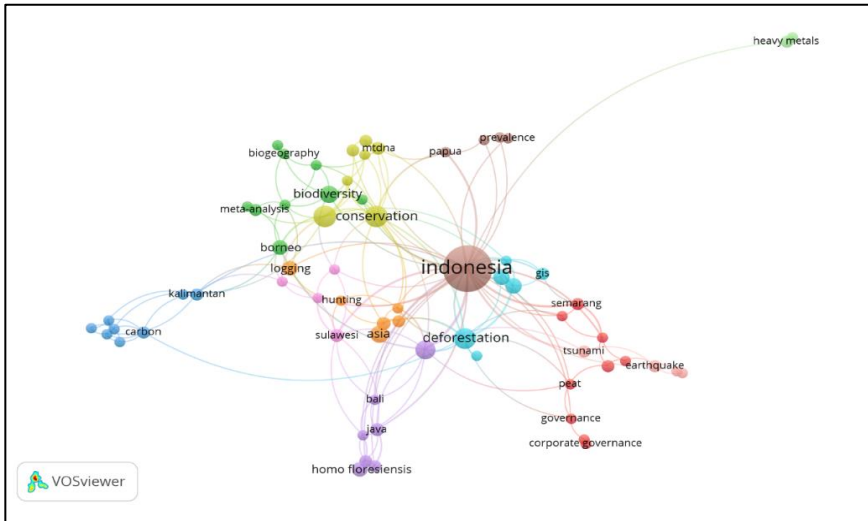 heavy metals
prevalence
mtdna
biogeography
papua
biodiversity
meta-analysis
conservation
borneo
indonesia
logging
gis
kalimantan
hunting
semarang
carbon
sulawesi
asia
deforestation
tsunami
earthquake
peat
bali
governance
java
corporate governance
homo floresiensis
VOSviewer